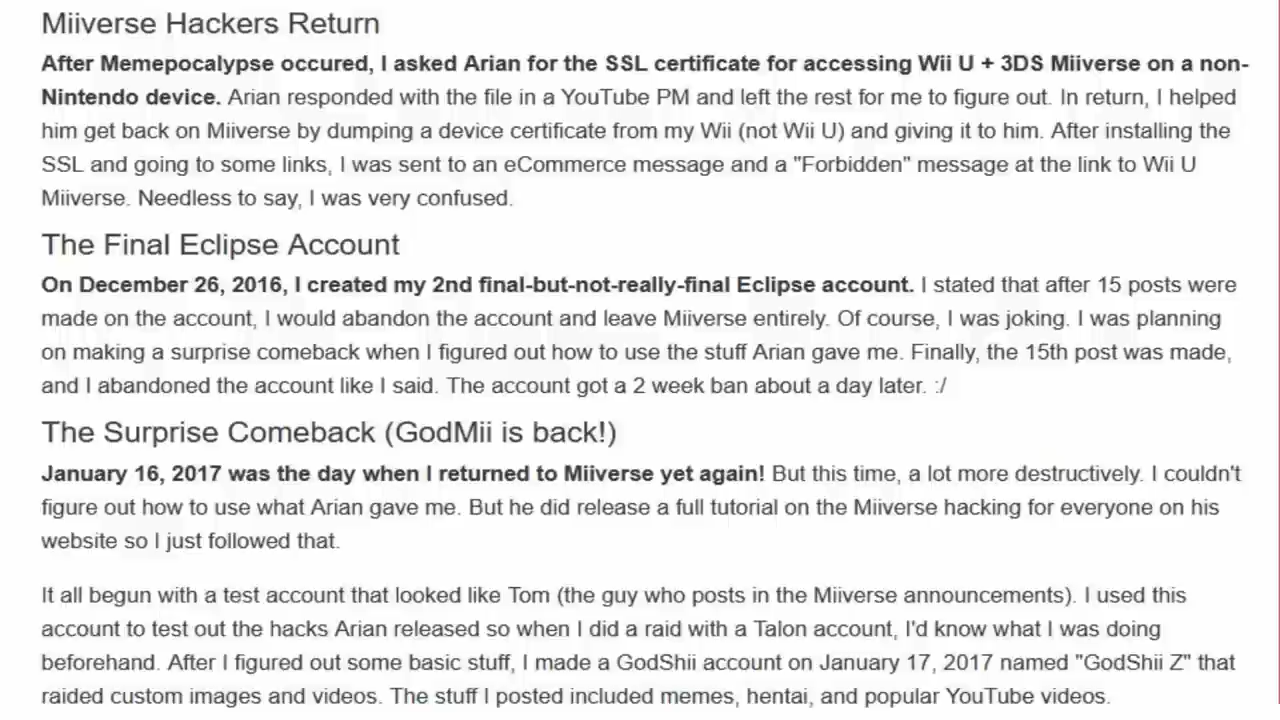 Miiverse Hackers Return
After Memepocalypse occured, I asked Arian for the SSL certificate for accessing Wii U + 3DS Miiverse on a non-
Nintendo device. Arian responded with the file in a YouTube PM and left the rest for me to figure out. In return, I helped
him get back on Miiverse by dumping a device certificate from my Wii (not Wii U) and giving it to him. After installing the
SSL and going to some links, I was sent to an eCommerce message and a "Forbidden" message at the link to Wii U
Miiverse. Needless to say, I was very confused.
The Final Eclipse Account
On December 26, 2016, I created my 2nd final-but-not-really-final Eclipse account. I stated that after 15 posts were
made on the account, I would abandon the account and leave Miiverse entirely. Of course, I was joking. I was planning
on making a surprise comeback when I figured out how to use the stuff Arian gave me. Finally, the 15th post was made,
and I abandoned the account like I said. The account got a 2 week ban about a day later. :/
The Surprise Comeback (GodMii is back!)
January 16, 2017 was the day when I returned to Miiverse yet again! But this time, a lot more destructively. I couldn't
figure out how to use what Arian gave me. But he did release a full tutorial on the Miiverse hacking for everyone on his
website so I just followed that.
It all begun with a test account that looked like Tom (the guy who posts in the Miiverse announcements). I used this
account to test out the hacks Arian released so when I did a raid with a Talon account, I'd know what I was doing
beforehand. After I figured out some basic stuff, I made a GodShii account on January 17, 2017 named "GodShii Z" that
raided custom images and videos. The stuff I posted included memes, hentai, and popular YouTube videos.